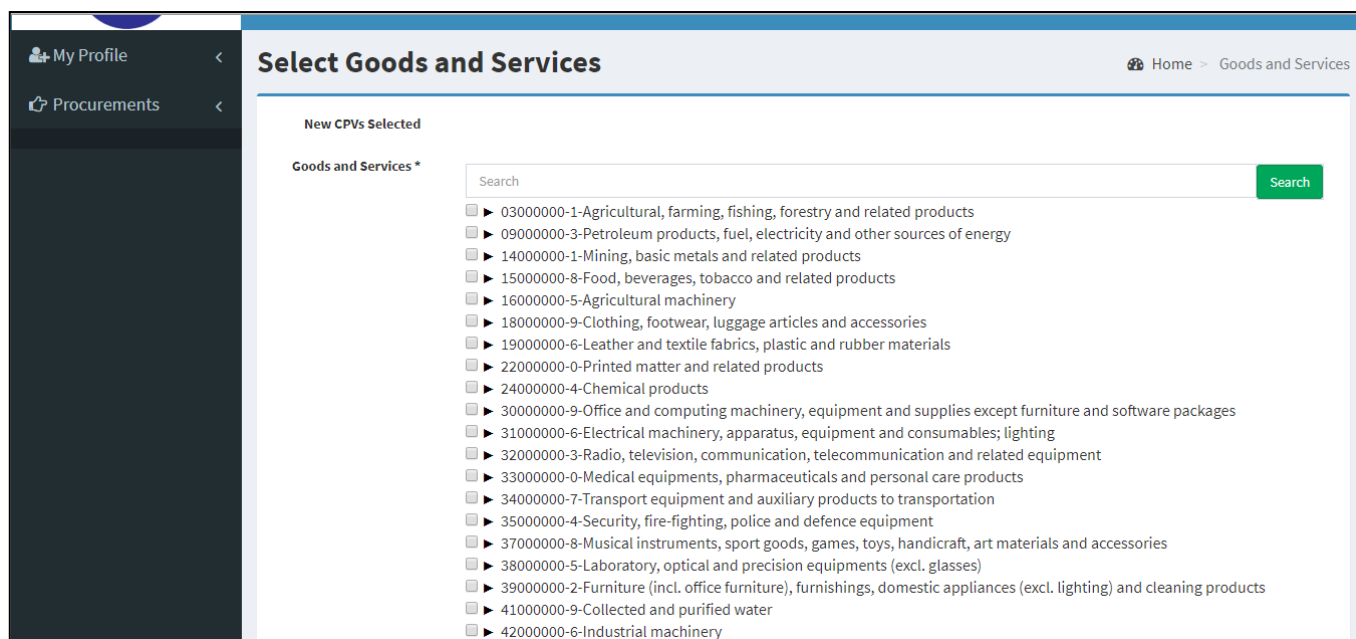 My Profile
Procurements
Select Goods and Services
Home > Goods and Services
New CPVs Selected
Goods and Services *
Search
Search
03000000-1-Agricultural, farming, fishing, forestry and related products
09000000-3-Petroleum products, fuel, electricity and other sources of energy
14000000-1-Mining, basic metals and related products
15000000-8-Food, beverages, tobacco and related products
16000000-5-Agricultural machinery
18000000-9-Clothing, footwear, luggage articles and accessories
19000000-6-Leather and textile fabrics, plastic and rubber materials
22000000-0-Printed matter and related products
24000000-4-Chemical products
30000000-9-Office and computing machinery, equipment and supplies except furniture and software packages
31000000-6-Electrical machinery, apparatus, equipment and consumables; lighting
32000000-3-Radio, television, communication, telecommunication and related equipment
33000000-0-Medical equipments, pharmaceuticals and personal care products
34000000-7-Transport equipment and auxiliary products to transportation
35000000-4-Security, fire-fighting, police and defence equipment
37000000-8-Musical instruments, sport goods, games, toys, handicraft, art materials and accessories
38000000-5-Laboratory, optical and precision equipments (excl. glasses)
39000000-2-Furniture (incl. office furniture), furnishings, domestic appliances (excl. lighting) and cleaning products
41000000-9-Collected and purified water
42000000-6-Industrial machinery